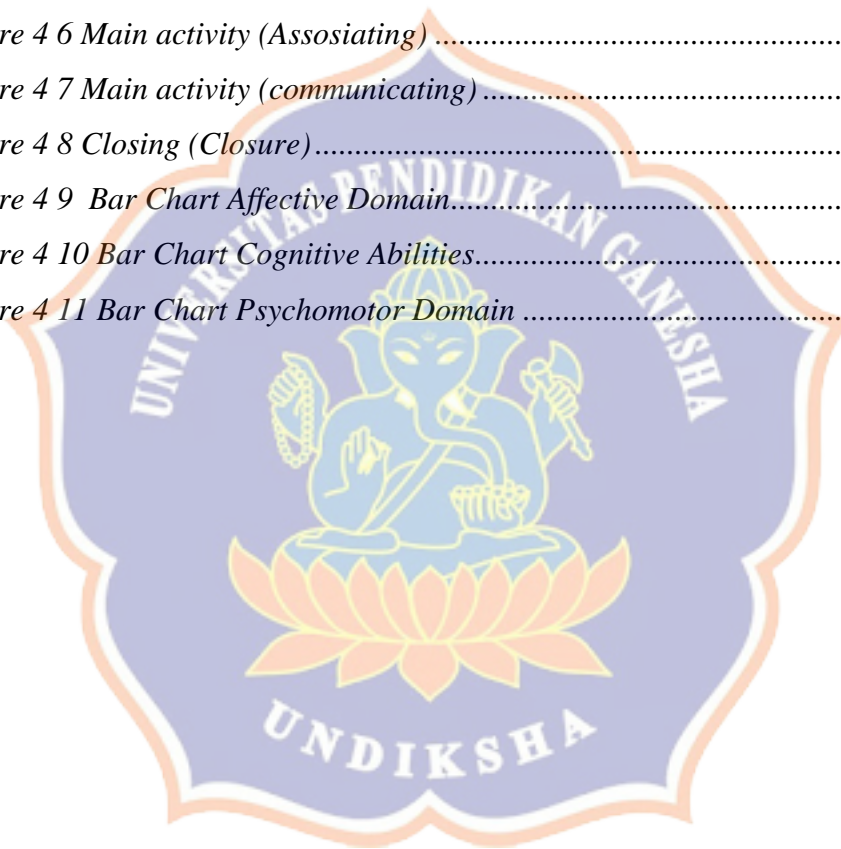 re 4 6 Main activity (Assosiating) ..................................................
re 4 7 Main activity (communicating) ............................................
re 4 8 Closing (Closure) .................................................................
re 4 9 Bar Chart Affective Domain................................................
re 4 10 Bar Chart Cognitive Abilities.............................................
re 4 11 Bar Chart Psychomotor Domain .......................................
UNIVERSITAS PENDIDIKAN GANESHA
UNDIKSHA